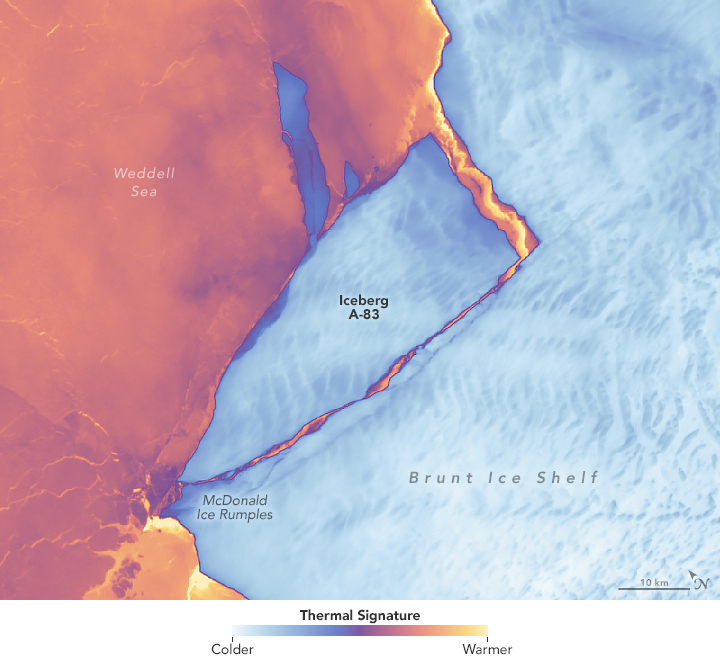 Weddell
Sea
Iceberg
A-83
Brunt Ice Shelf
McDonald
Ice Rumples
10 km
N
Thermal Signature
Colder
Warmer